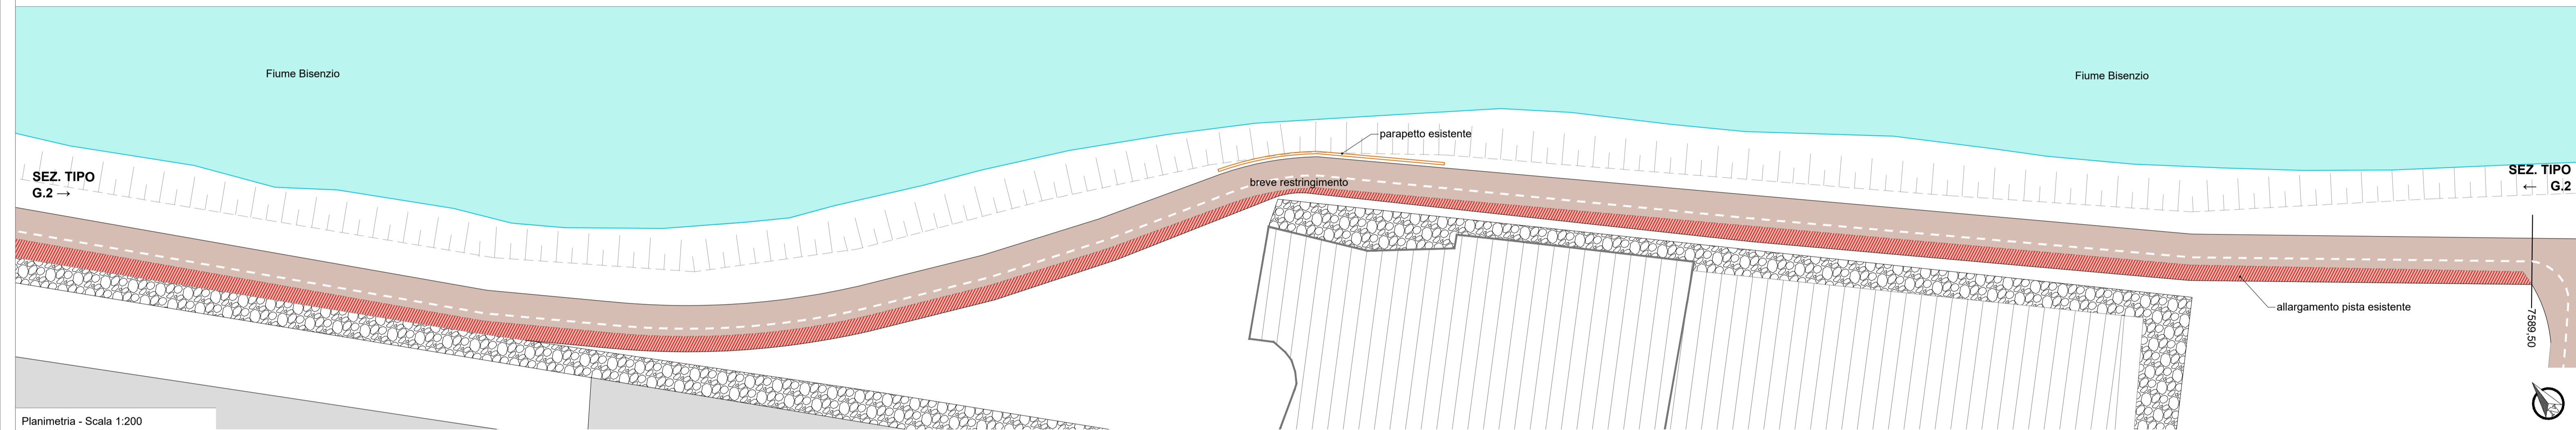 Fiume Bisenzio
Fiume Bisenzio
parapetto esistente
SEZ. TIPO
G.2 →
breve restringimento
SEZ. TIPO
← G.2
allargamento pista esistente
7589,50
Planimetria - Scala 1:200